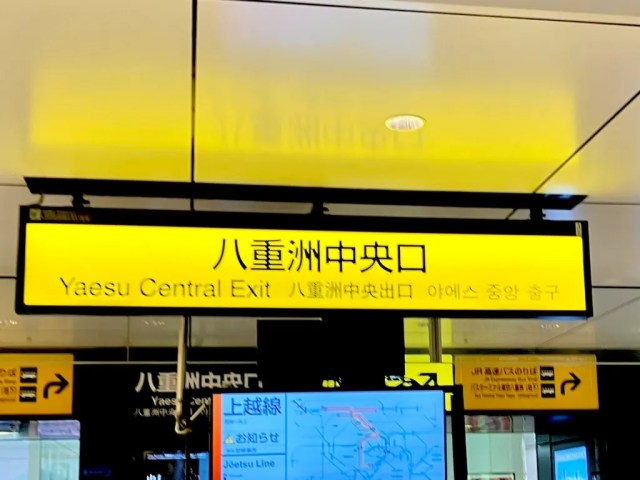 八重洲中央口
Yaesu Central Exit 八重洲中央出口 야에스 중앙 출구
JR高速バスのりば
八重洲中央口
上越線
お知らせ
Jōetsu Line